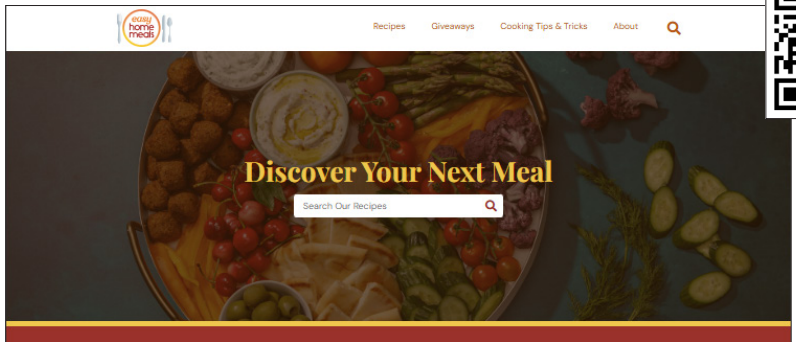 easy
home
meals
Recipes Giveaways Cooking Tips & Tricks About
Discover Your Next Meal
Search Our Recipes